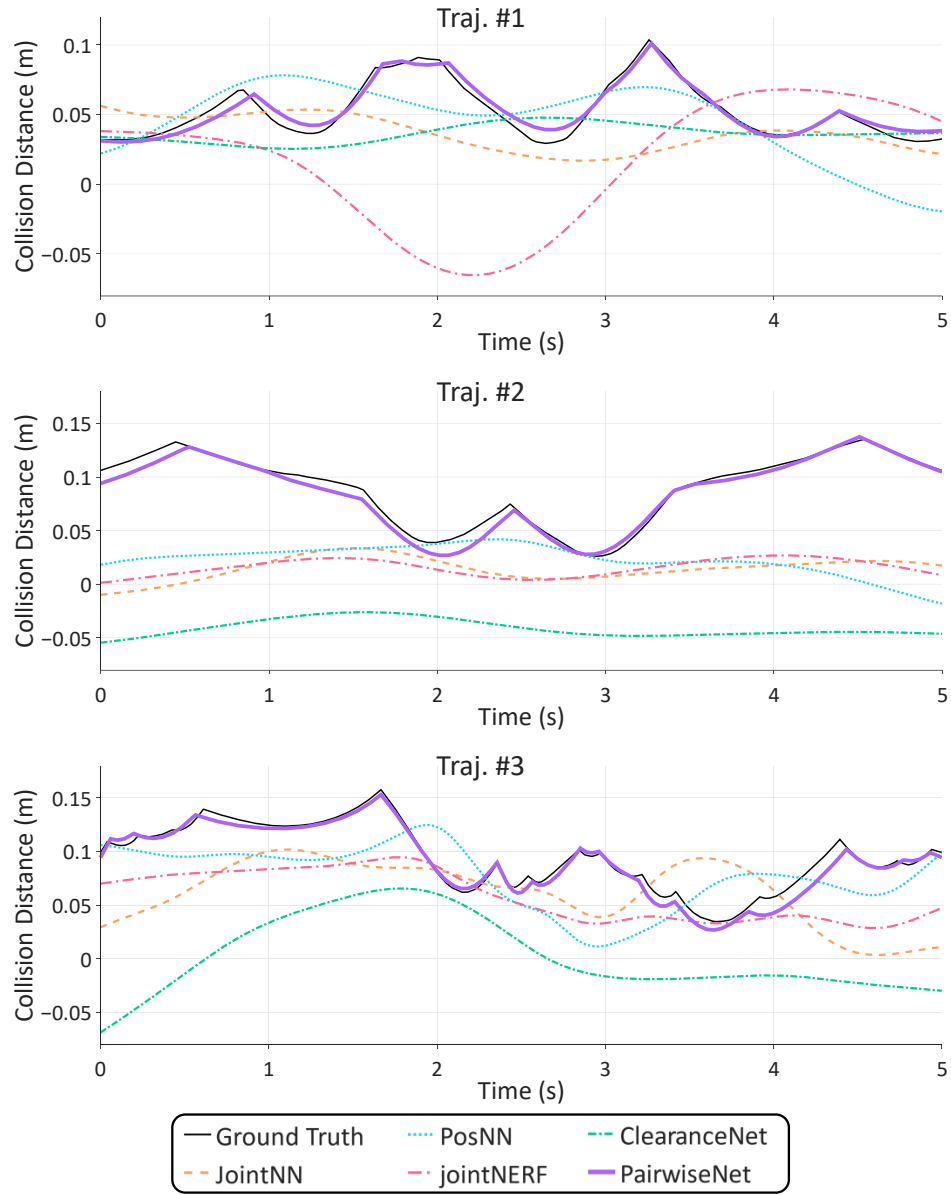 Traj. #1
Collision Distance (m)
0.1
0.05
0
−0.05
0 1 2 3 4 5
Time (s)
Traj. #2
Collision Distance (m)
0.15
0.1
0.05
0
−0.05
0 1 2 3 4 5
Time (s)
Traj. #3
Collision Distance (m)
0.15
0.1
0.05
0
−0.05
0 1 2 3 4 5
Time (s)
Ground Truth PosNN ClearanceNet
JointNN jointNERF PairwiseNet